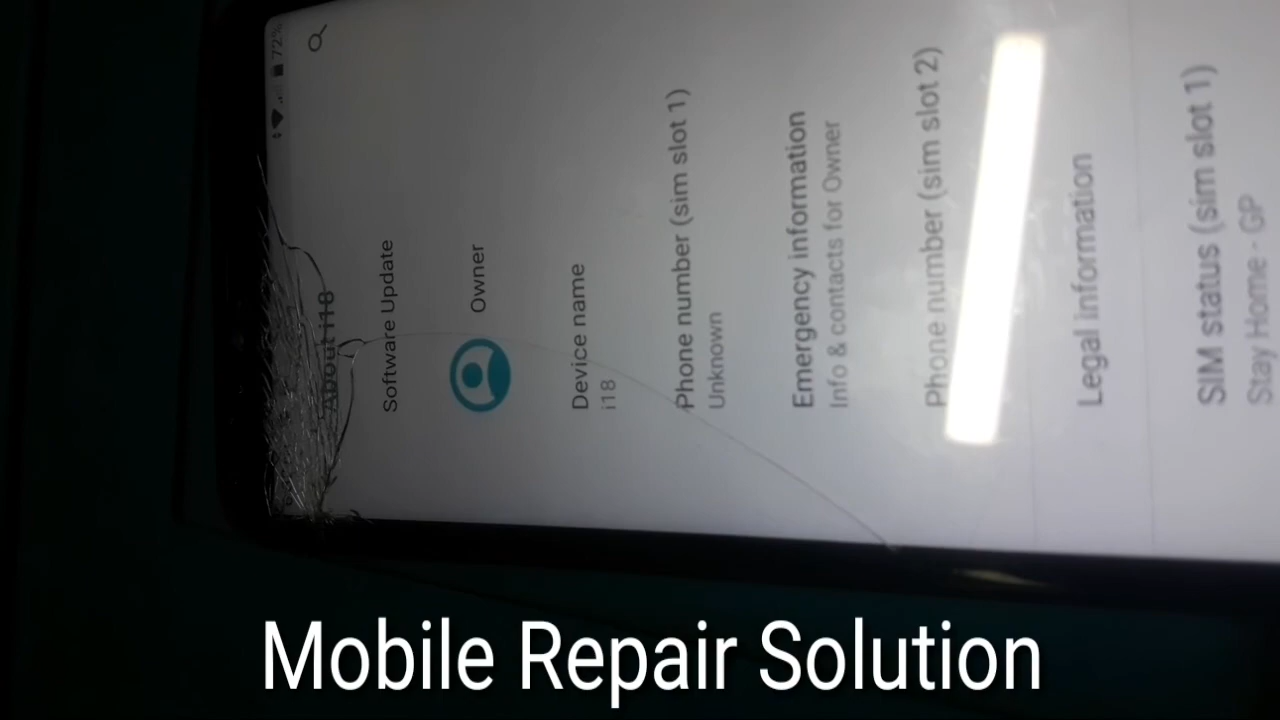 72%
About i18
Software Update
Owner
Device name
i18
Phone number (sim slot 1)
Unknown
Emergency information
Info & contacts for Owner
Phone number (sim slot 2)
Legal information
SIM status (sim slot 1)
Stay Home - GP
Mobile Repair Solution